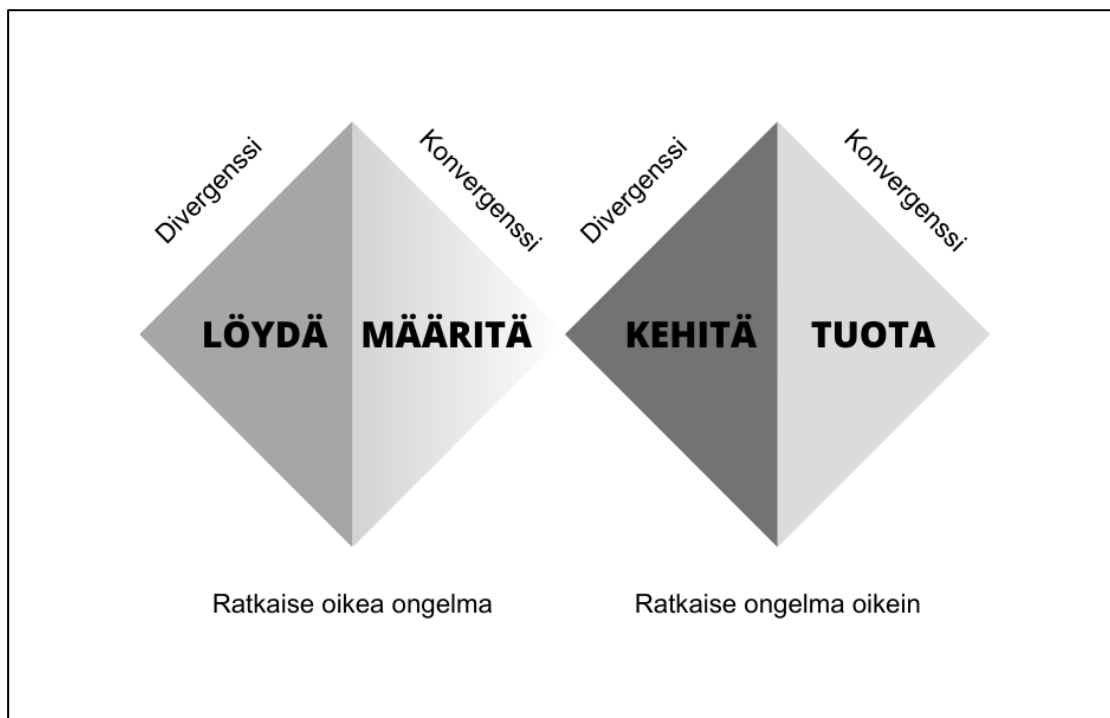 Divergenssi
Konvergenssi
Divergenssi
Konvergenssi
LÖYDÄ
MÄÄRITÄ
KEHITÄ
TUOTA
Ratkaise oikea ongelma
Ratkaise ongelma oikein